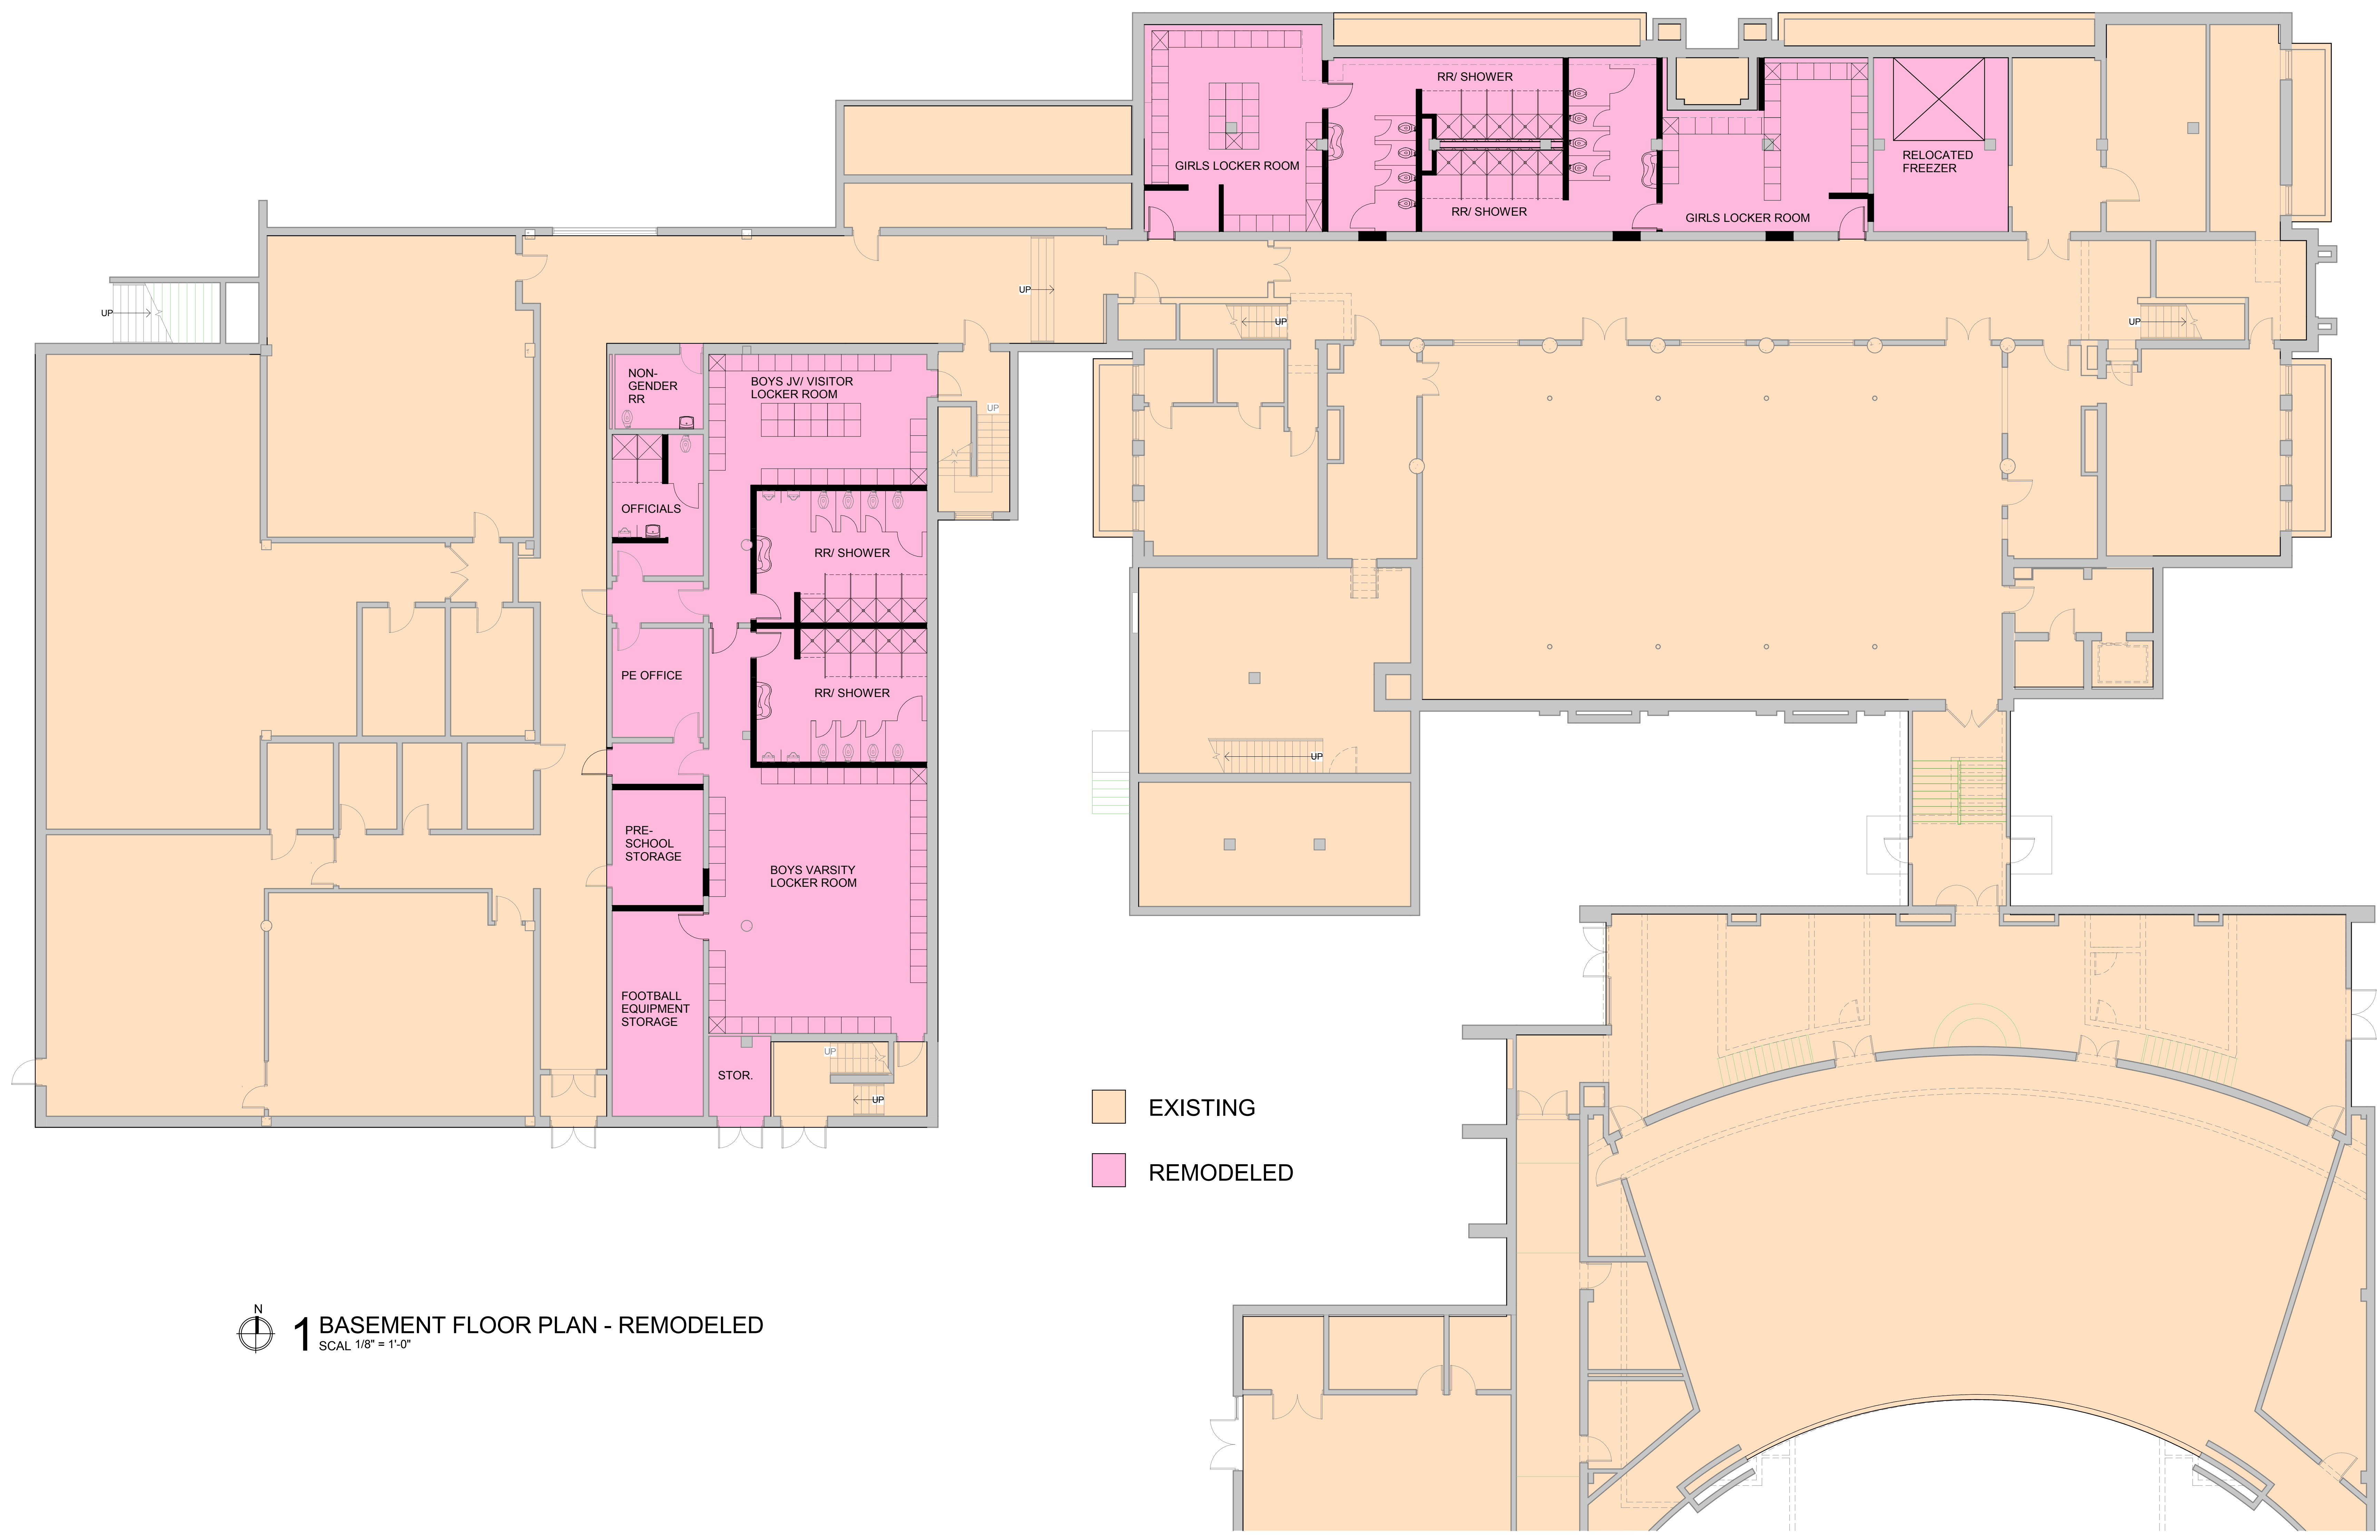 RR/ SHOWER
GIRLS LOCKER ROOM
RELOCATED
FREEZER
RR/ SHOWER
GIRLS LOCKER ROOM
UP
UP
UP
UP
NON-
GENDER
RR
BOYS JV/ VISITOR
LOCKER ROOM
UP
OFFICIALS
RR/ SHOWER
PE OFFICE
RR/ SHOWER
UP
PRE-
SCHOOL
STORAGE
BOYS VARSITY
LOCKER ROOM
FOOTBALL
EQUIPMENT
STORAGE
UP
STOR.
UP
EXISTING
REMODELED
N
1 BASEMENT FLOOR PLAN - REMODELED
SCAL 1/8" = 1'-0"